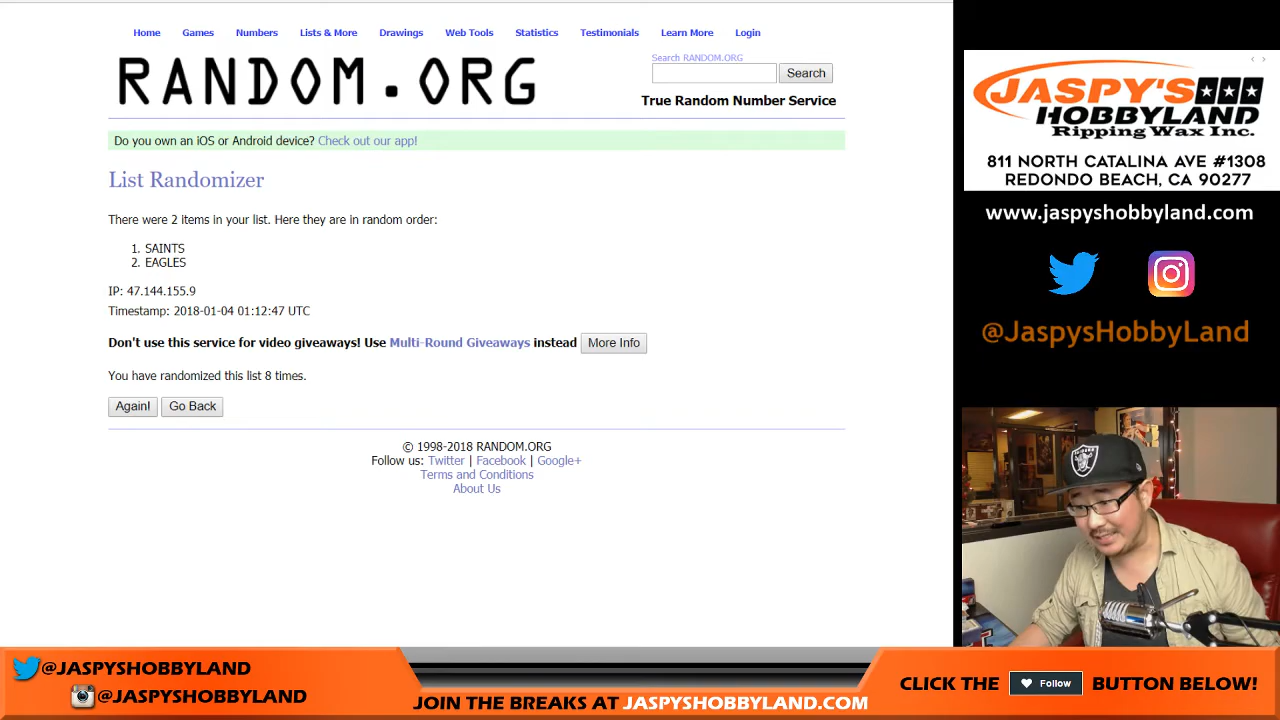 Home Games Numbers Lists & More Drawings Web Tools Statistics Testimonials Learn More Login
RANDOM.ORG
Search RANDOM.ORG
Search
True Random Number Service
Do you own an iOS or Android device? Check out our app!
List Randomizer
There were 2 items in your list. Here they are in random order:
1. SAINTS
2. EAGLES
IP: 47.144.155.9
Timestamp: 2018-01-04 01:12:47 UTC
Don't use this service for video giveaways! Use Multi-Round Giveaways instead More Info
You have randomized this list 8 times.
Again! Go Back
© 1998-2018 RANDOM.ORG
Follow us: Twitter | Facebook | Google+
Terms and Conditions
About Us
JASPY'S
HOBBYLAND
Ripping Wax Inc.
811 NORTH CATALINA AVE #1308
REDONDO BEACH, CA 90277
www.jaspyshobbyland.com
@JaspysHobbyLand
@JASPYSHOBBYLAND
@JASPYSHOBBYLAND
JOIN THE BREAKS AT JASPYSHOBBYLAND.COM
CLICK THE Follow BUTTON BELOW!